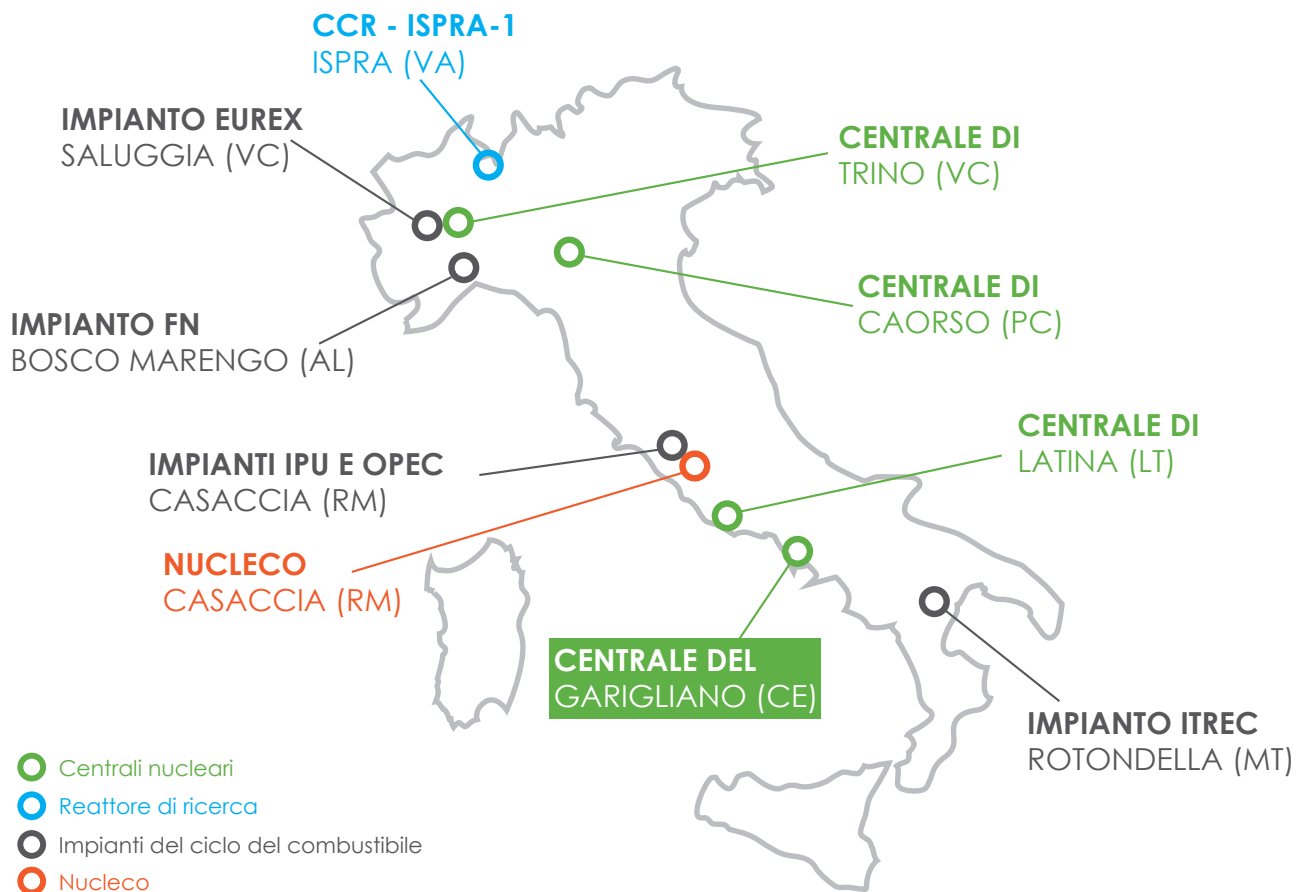 CCR - ISPRA-1
ISPRA (VA)
IMPIANTO EUREX
SALUGGIA (VC)
CENTRALE DI
TRINO (VC)
CENTRALE DI
CAORSO (PC)
IMPIANTO FN
BOSCO MARENGO (AL)
CENTRALE DI
LATINA (LT)
IMPIANTI IPU E OPEC
CASACCIA (RM)
NUCLECO
CASACCIA (RM)
CENTRALE DEL
GARIGLIANO (CE)
IMPIANTO ITREC
ROTONDELLA (MT)
Centrali nucleari
Reattore di ricerca
Impianti del ciclo del combustibile
Nucleco